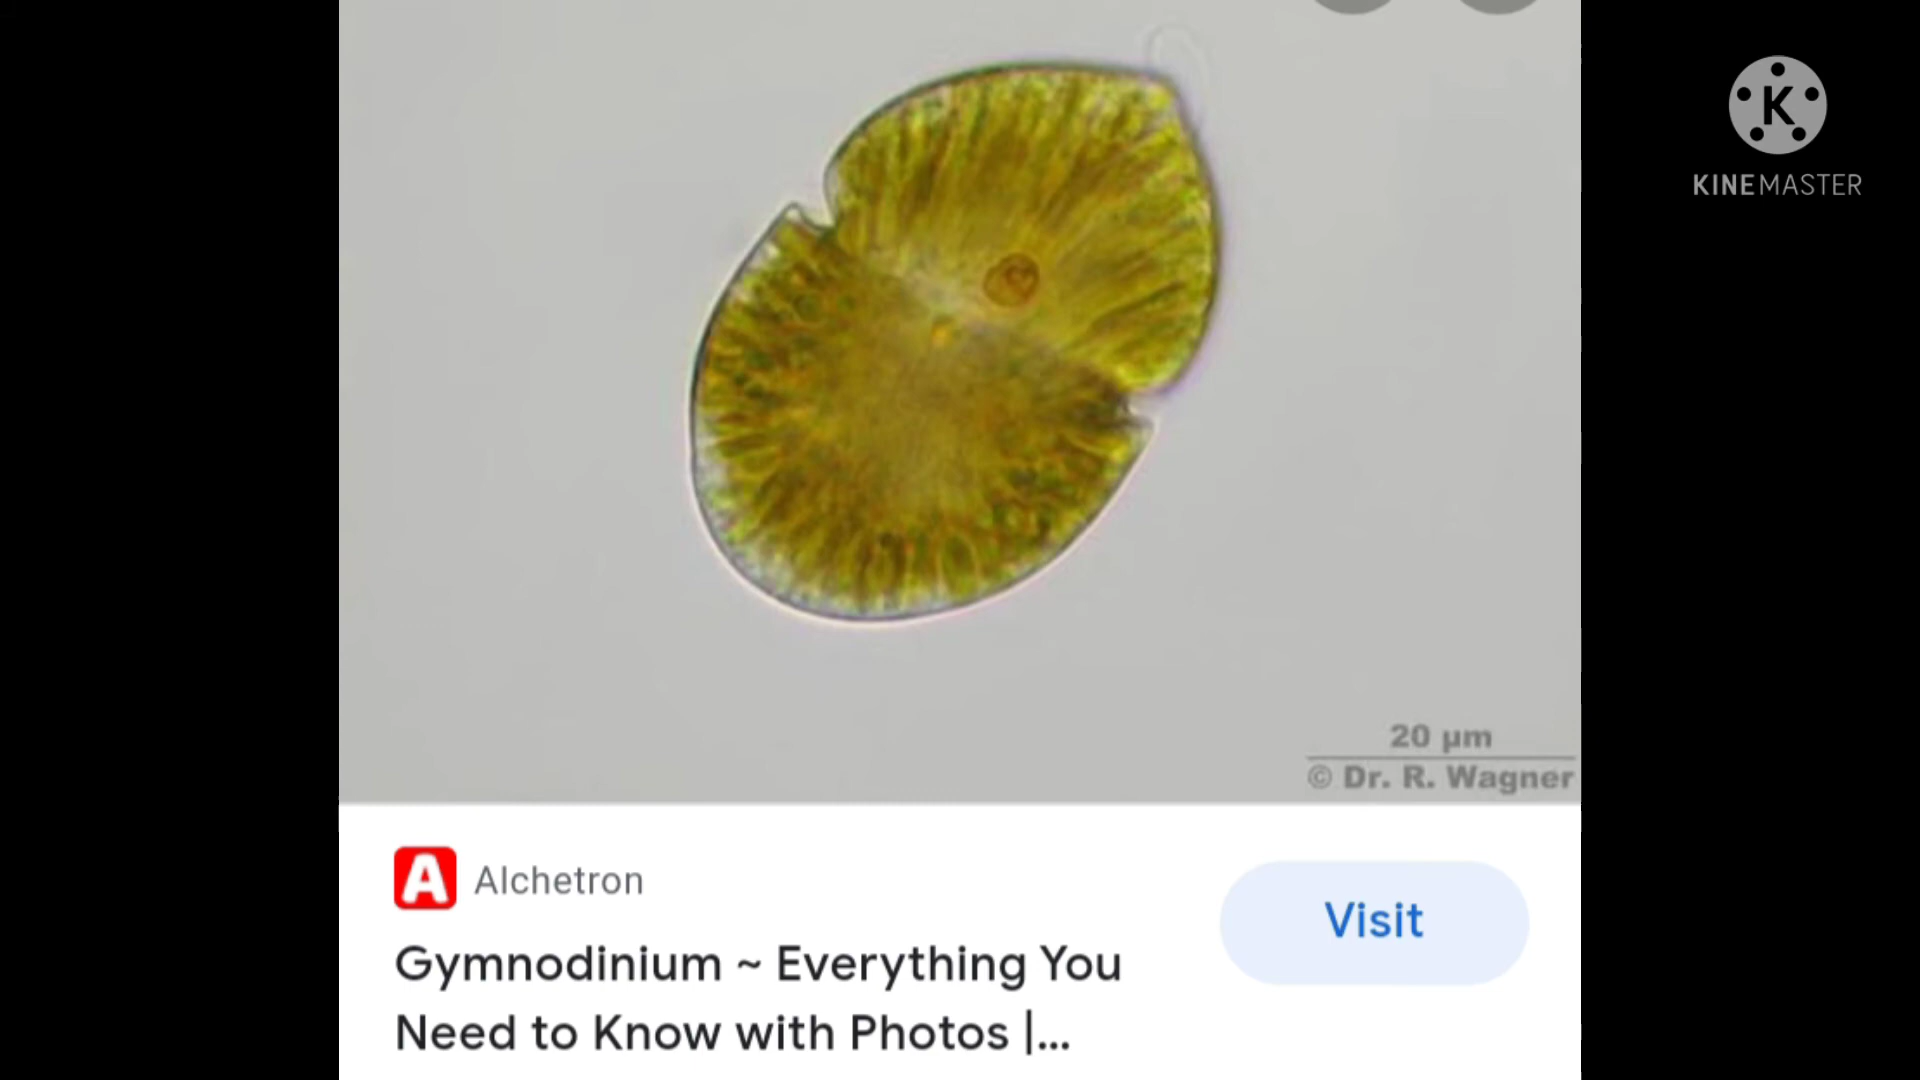 K
KINEMASTER
20 µm
© Dr. R. Wagner
A Alchetron
Visit
Gymnodinium ~ Everything You
Need to Know with Photos |...